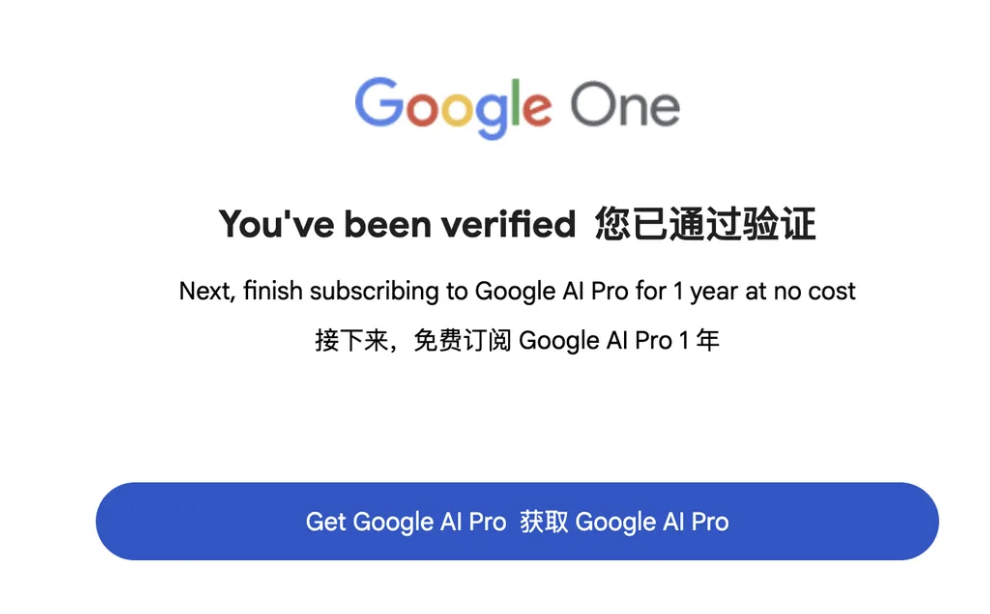 Google One
You've been verified 您已通过验证
Next, finish subscribing to Google AI Pro for 1 year at no cost
接下来，免费订阅 Google AI Pro 1 年
Get Google AI Pro 获取 Google AI Pro